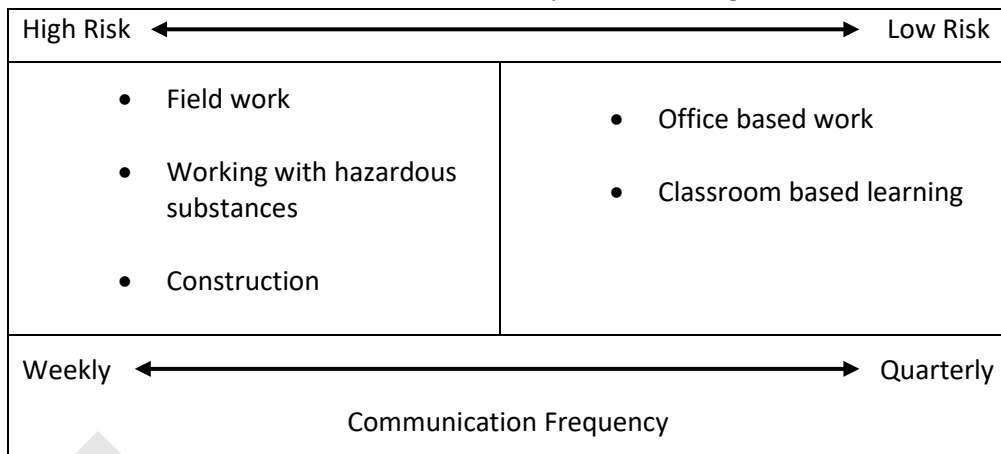 High Risk Low Risk
• Field work
• Working with hazardous
substances
• Construction
• Office based work
• Classroom based learning
Weekly Quarterly
Communication Frequency